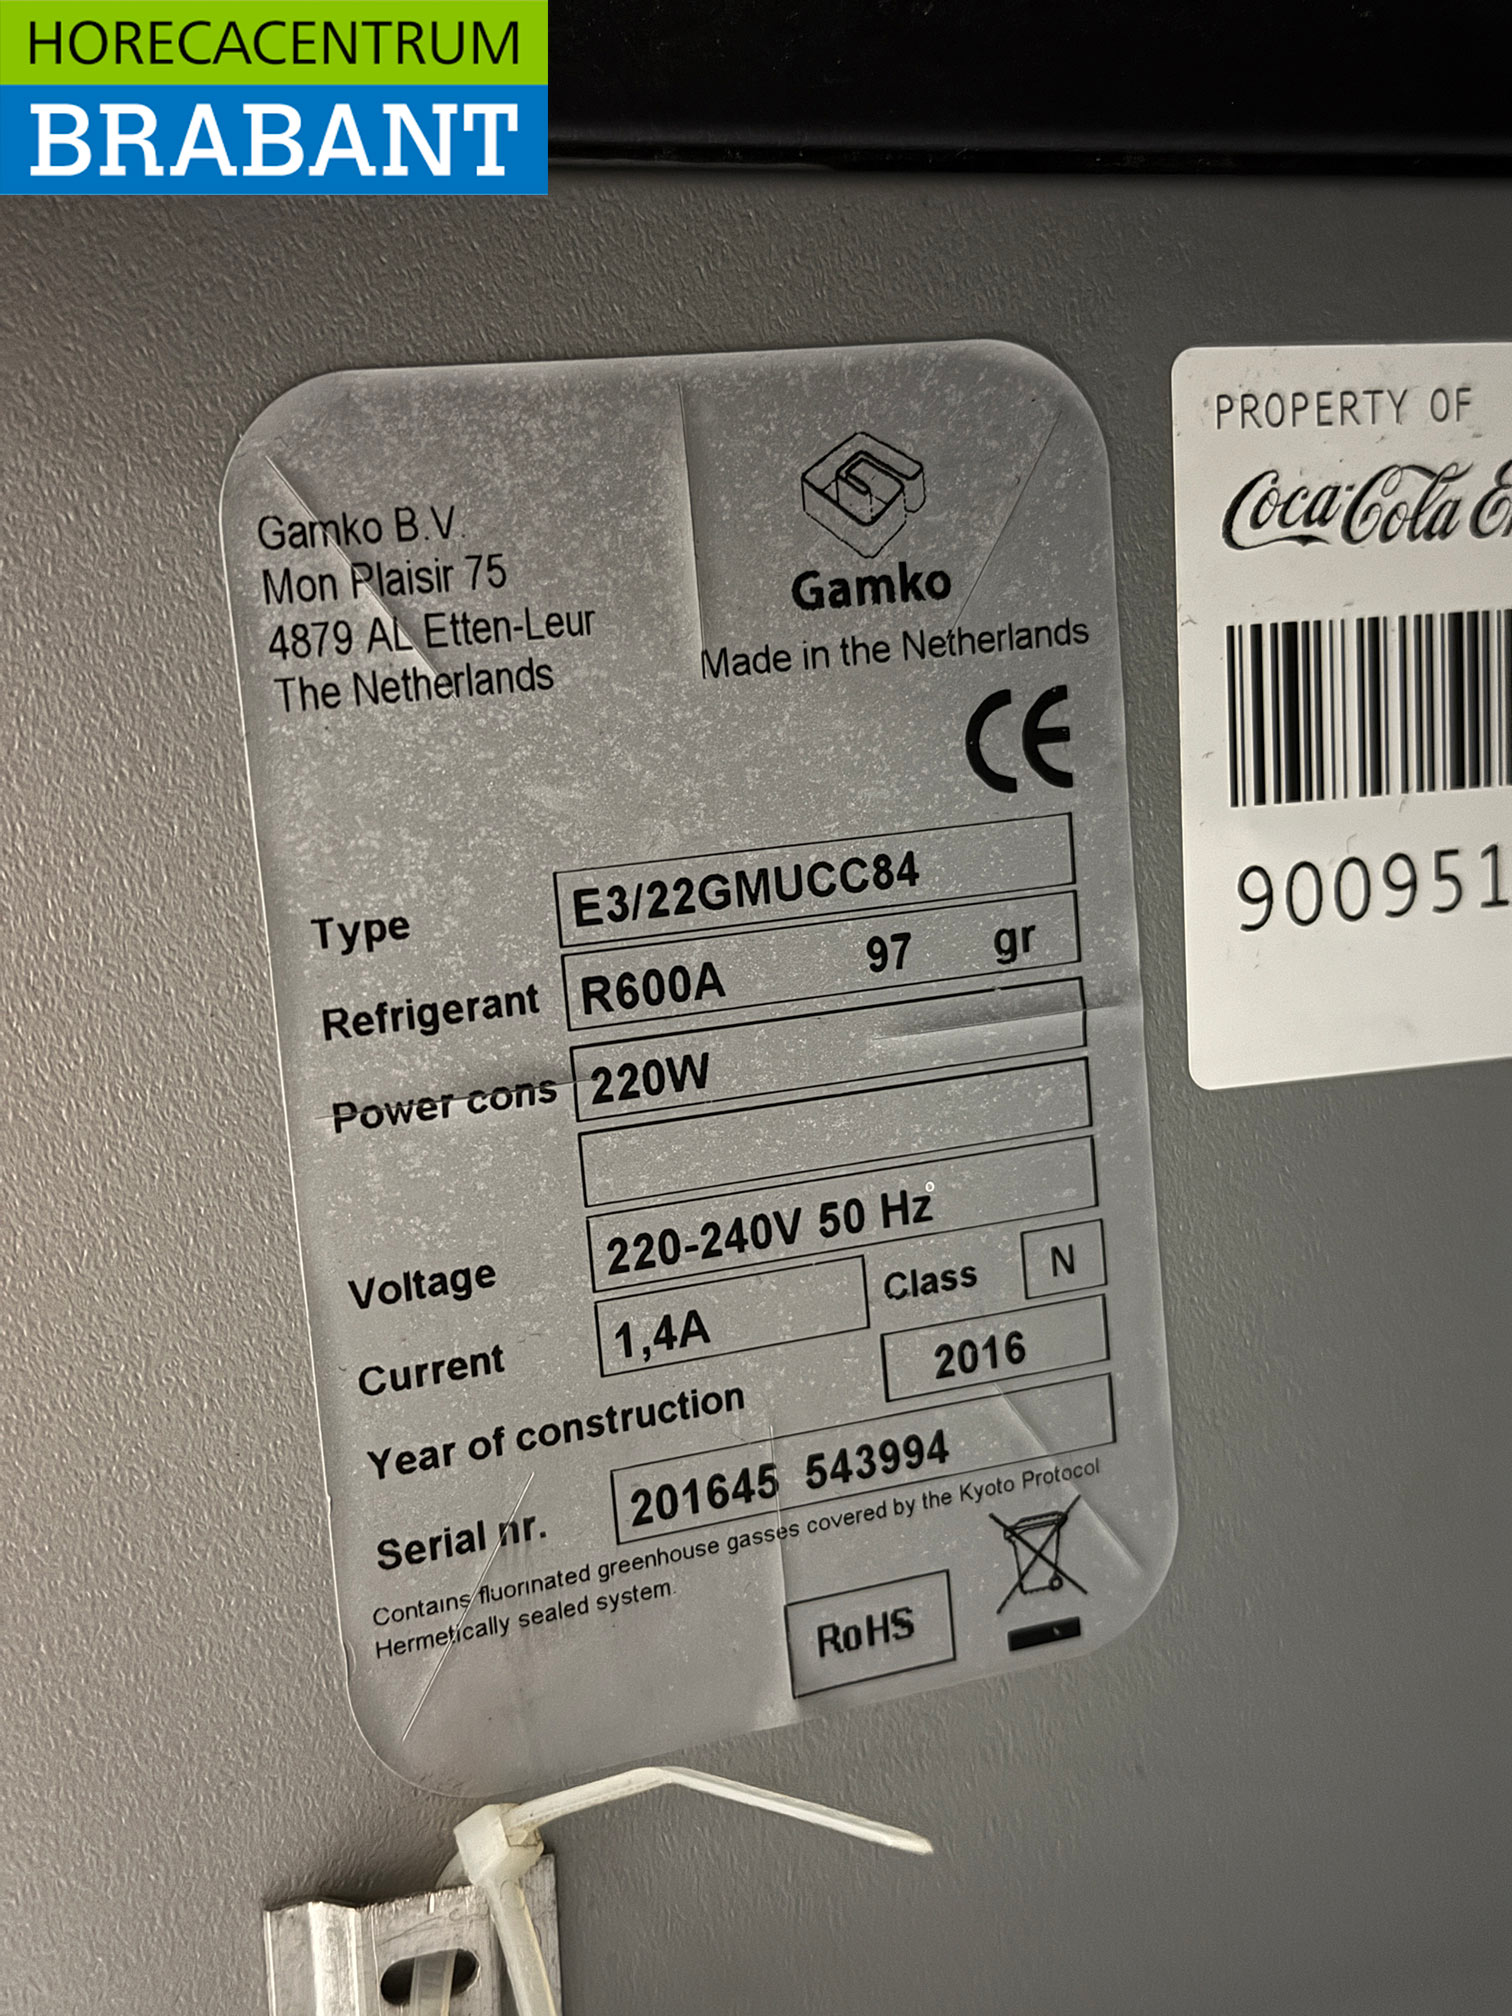 HORECACENTRUM
BRABANT
Gamko B.V.
Mon Plaisir 75
4879 AL Etten-Leur
The Netherlands
Gamko
Made in the Netherlands
CE
Type E3/22GMUCC84
Refrigerant R600A 97 gr
Power cons 220W
Voltage 220-240V 50 Hz
Current 1,4A Class N
Year of construction 2016
Serial nr. 201645 543994
Contains fluorinated greenhouse gasses covered by the Kyoto Protocol
Hermetically sealed system.
RoHS
PROPERTY OF
Coca-Cola
900951